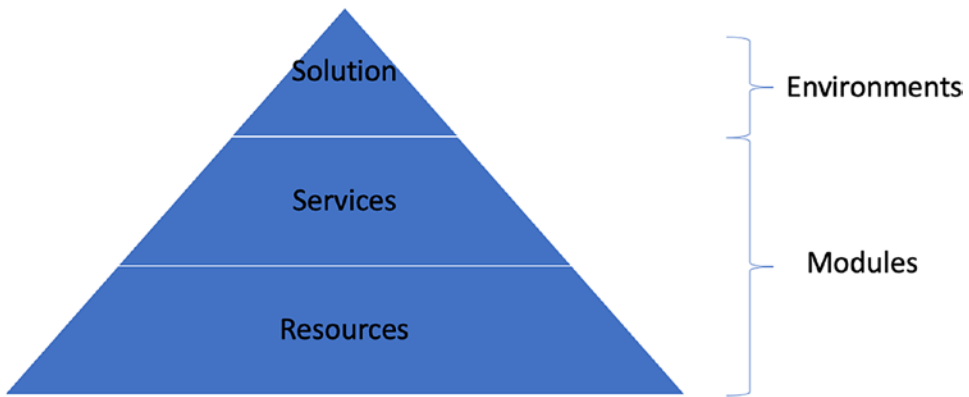 Solution
Environments
Services
Modules
Resources